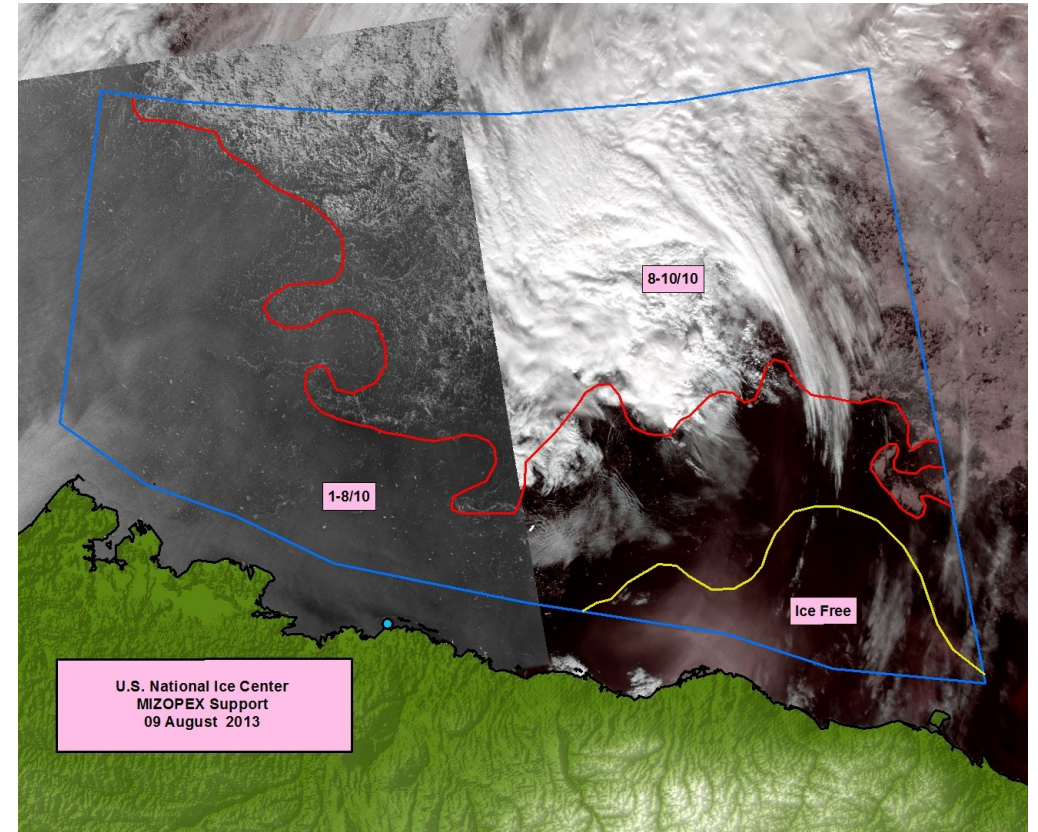 8-10/10
1-8/10
Ice Free
U.S. National Ice Center
MIZOPEX Support
09 August 2013